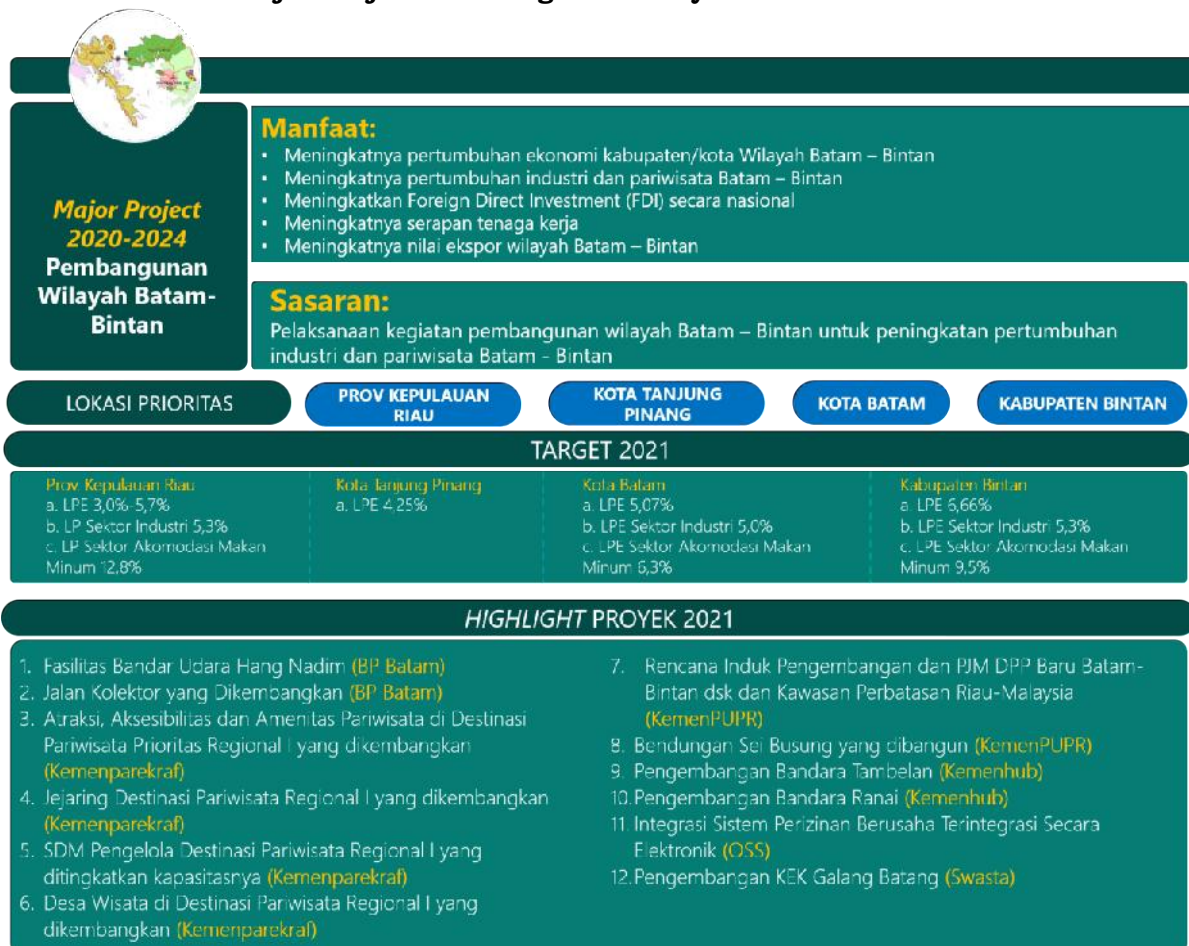 Major Project
2020-2024
Pembangunan
Wilayah Batam-
Bintan
Manfaat:
• Meningkatnya pertumbuhan ekonomi kabupaten/kota Wilayah Batam – Bintan
• Meningkatnya pertumbuhan industri dan pariwisata Batam – Bintan
• Meningkatkan Foreign Direct Investment (FDI) secara nasional
• Meningkatnya serapan tenaga kerja
• Meningkatnya nilai ekspor wilayah Batam – Bintan
Sasaran:
Pelaksanaan kegiatan pembangunan wilayah Batam – Bintan untuk peningkatan pertumbuhan
industri dan pariwisata Batam - Bintan
LOKASI PRIORITAS
PROV KEPULAUAN
RIAU
KOTA TANJUNG
PINANG
KOTA BATAM
KABUPATEN BINTAN
TARGET 2021
Prov. Kepulauan Riau
a. LPE 3,0%-5,7%
b. LP Sektor Industri 5,3%
c. LP Sektor Akomodasi Makan
Minum 12,8%
Kota Tanjung Pinang
a. LPE 4,25%
Kota Batam
a. LPE 5,07%
b. LPE Sektor Industri 5,0%
c. LPE Sektor Akomodasi Makan
Minum 6,3%
Kabupaten Bintan
a. LPE 6,66%
b. LPE Sektor Industri 5,3%
c. LPE Sektor Akomodasi Makan
Minum 9,5%
HIGHLIGHT PROYEK 2021
1. Fasilitas Bandar Udara Hang Nadim (BP Batam)
2. Jalan Kolektor yang Dikembangkan (BP Batam)
3. Atraksi, Aksesibilitas dan Amenitas Pariwisata di Destinasi
Pariwisata Prioritas Regional I yang dikembangkan
(Kemenparekraf)
4. Jejaring Destinasi Pariwisata Regional I yang dikembangkan
(Kemenparekraf)
5. SDM Pengelola Destinasi Pariwisata Regional I yang
ditingkatkan kapasitasnya (Kemenparekraf)
6. Desa Wisata di Destinasi Pariwisata Regional I yang
dikembangkan (Kemenparekraf)
7. Rencana Induk Pengembangan dan PJM DPP Baru Batam-
Bintan dsk dan Kawasan Perbatasan Riau-Malaysia
(KemenPUPR)
8. Bendungan Sei Busung yang dibangun (KemenPUPR)
9. Pengembangan Bandara Tambelan (Kemenhub)
10. Pengembangan Bandara Ranai (Kemenhub)
11. Integrasi Sistem Perizinan Berusaha Terintegrasi Secara
Elektronik (OSS)
12. Pengembangan KEK Galang Batang (Swasta)